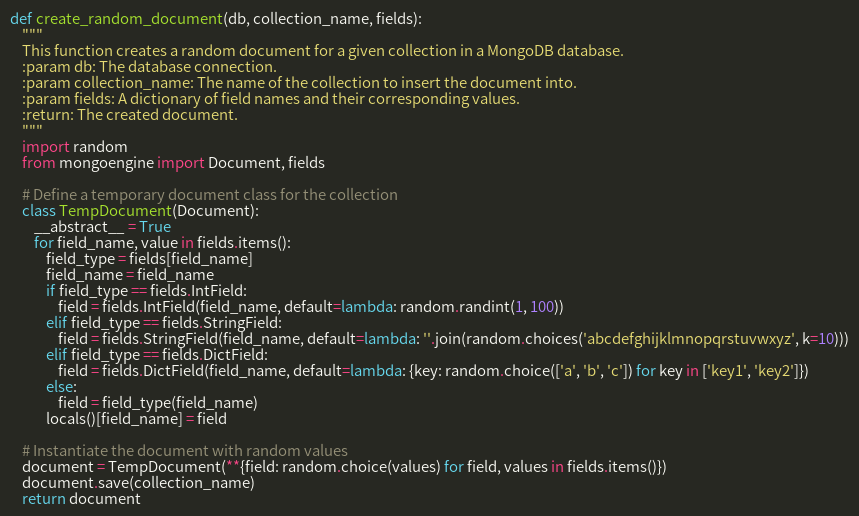 def create_random_document(db, collection_name, fields):
    """
    This function creates a random document for a given collection in a MongoDB database.
    :param db: The database connection.
    :param collection_name: The name of the collection to insert the document into.
    :param fields: A dictionary of field names and their corresponding values.
    :return: The created document.
    """
    import random
    from mongoengine import Document, fields

    # Define a temporary document class for the collection
    class TempDocument(Document):
        __abstract__ = True
        for field_name, value in fields.items():
            field_type = fields[field_name]
            field_name = field_name
            if field_type == fields.IntField:
                field = fields.IntField(field_name, default=lambda: random.randint(1, 100))
            elif field_type == fields.StringField:
                field = fields.StringField(field_name, default=lambda: ''.join(random.choices('abcdefghijklmnopqrstuvwxyz', k=10)))
            elif field_type == fields.DictField:
                field = fields.DictField(field_name, default=lambda: {key: random.choice(['a', 'b', 'c']) for key in ['key1', 'key2']})
            else:
                field = field_type(field_name)
            locals()[field_name] = field

    # Instantiate the document with random values
    document = TempDocument(**{field: random.choice(values) for field, values in fields.items()})
    document.save(collection_name)
    return document